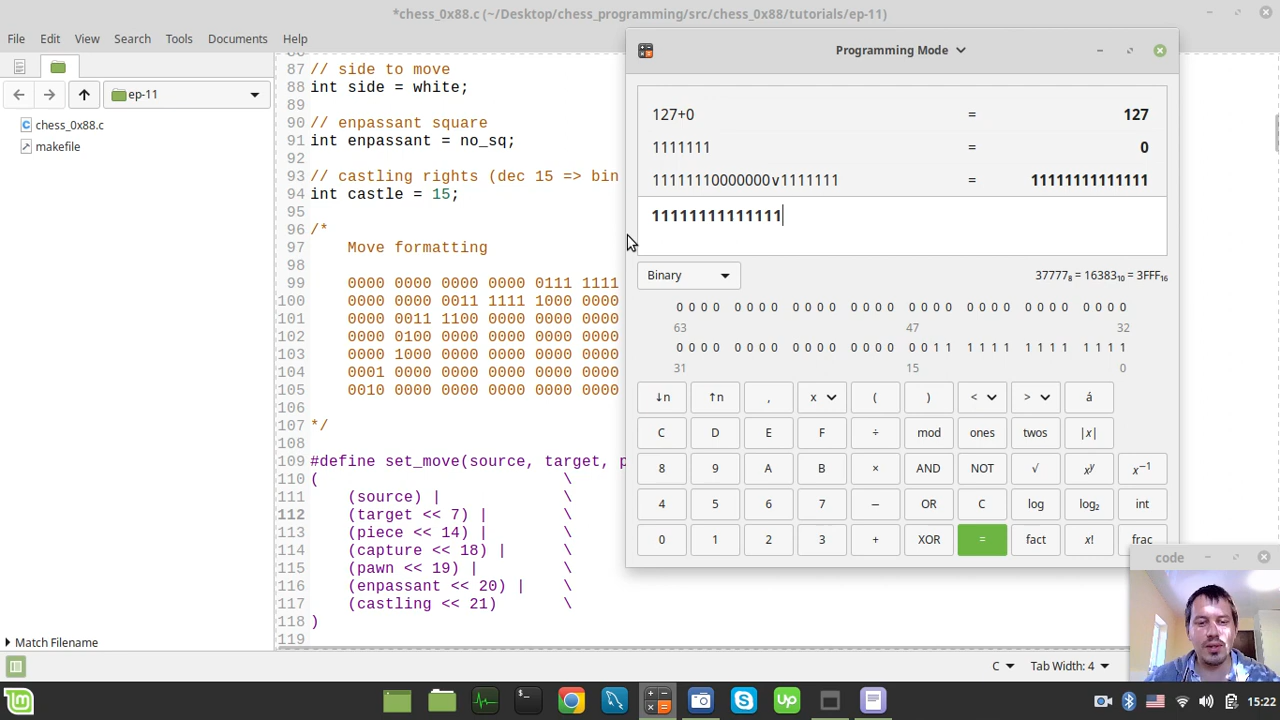 *chess_0x88.c (~/Desktop/chess_programming/src/chess_0x88/tutorials/ep-11)
File Edit View Search Tools Documents Help
ep-11
chess_0x88.c
makefile
Match Filename
87 // side to move
88 int side = white;
89
90 // enpassant square
91 int enpassant = no_sq;
92
93 // castling rights (dec 15 => bin
94 int castle = 15;
95
96 /*
97 Move formatting
98
99 0000 0000 0000 0000 0111 1111
100 0000 0000 0011 1111 1000 0000
101 0000 0011 1100 0000 0000 0000
102 0000 0100 0000 0000 0000 0000
103 0000 1000 0000 0000 0000 0000
104 0001 0000 0000 0000 0000 0000
105 0010 0000 0000 0000 0000 0000
106
107 */
108
109 #define set_move(source, target, p
110 ( \
111 (source) | \
112 (target << 7) | \
113 (piece << 14) | \
114 (capture << 18) | \
115 (pawn << 19) | \
116 (enpassant << 20) | \
117 (castling << 21) \
118 )
119
C Tab Width: 4
Programming Mode
127+0 = 127
1111111 = 0
11111110000000v1111111 = 11111111111111
11111111111111
Binary 37777₈ = 16383₁₀ = 3FFF₁₆
0000 0000 0000 0000 0000 0000 0000 0000
63 47 32
0000 0000 0000 0000 0011 1111 1111 1111
31 15 0
↓n ↑n , x ( ) < > á
C D E F ÷ mod ones twos |x|
8 9 A B × AND NOT √ xʸ x⁻¹
4 5 6 7 − OR C log log₂ int
0 1 2 3 + XOR = fact x! frac
code
15:22